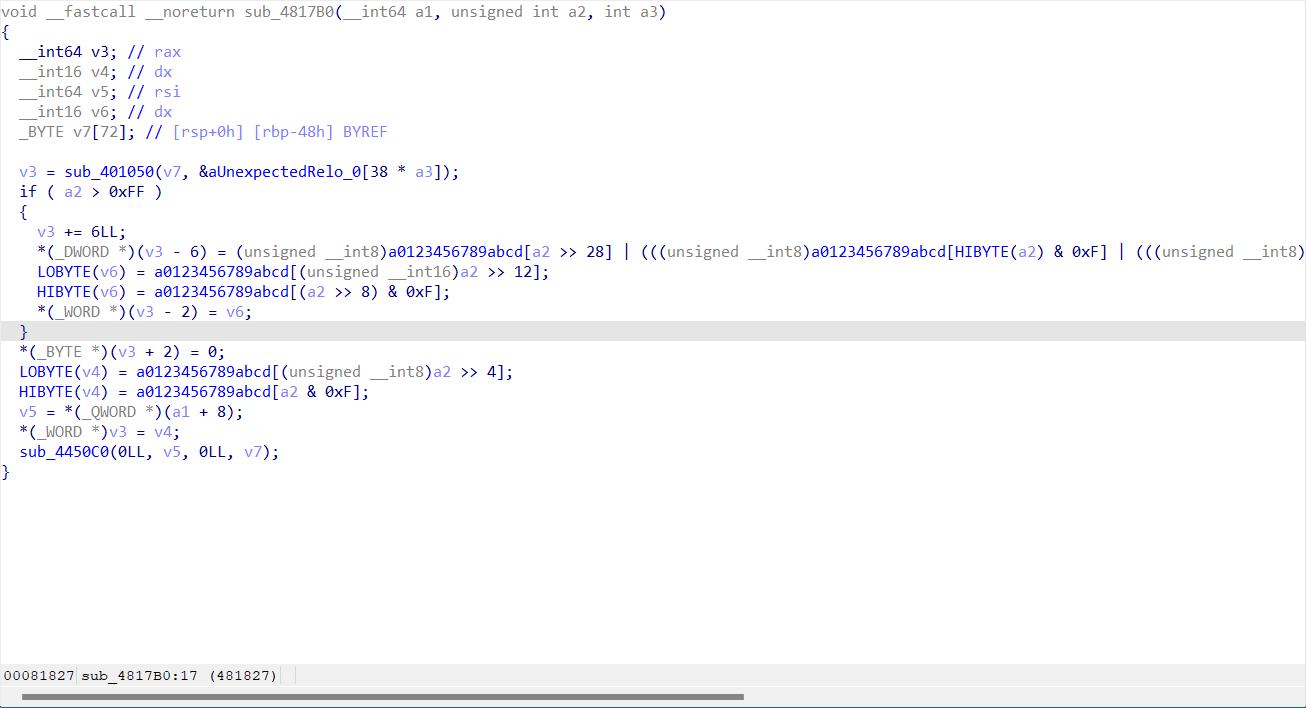 void __fastcall __noreturn sub_4817B0(__int64 a1, unsigned int a2, int a3)
{
  __int64 v3; // rax
  __int16 v4; // dx
  __int64 v5; // rsi
  __int16 v6; // dx
  _BYTE v7[72]; // [rsp+0h] [rbp-48h] BYREF

  v3 = sub_401050(v7, &aUnexpectedRelo_0[38 * a3]);
  if ( a2 > 0xFF )
  {
    v3 += 6LL;
    *(_DWORD *)(v3 - 6) = (unsigned __int8)a0123456789abcd[a2 >> 28] | (((unsigned __int8)a0123456789abcd[HIBYTE(a2) & 0xF] | (((unsigned __int8)
    LOBYTE(v6) = a0123456789abcd[(unsigned __int16)a2 >> 12];
    HIBYTE(v6) = a0123456789abcd[(a2 >> 8) & 0xF];
    *(_WORD *)(v3 - 2) = v6;
  }
  *(_BYTE *)(v3 + 2) = 0;
  LOBYTE(v4) = a0123456789abcd[(unsigned __int8)a2 >> 4];
  HIBYTE(v4) = a0123456789abcd[a2 & 0xF];
  v5 = *(_QWORD *)(a1 + 8);
  *(_WORD *)v3 = v4;
  sub_4450C0(0LL, v5, 0LL, v7);
}
00081827 sub_4817B0:17 (481827)